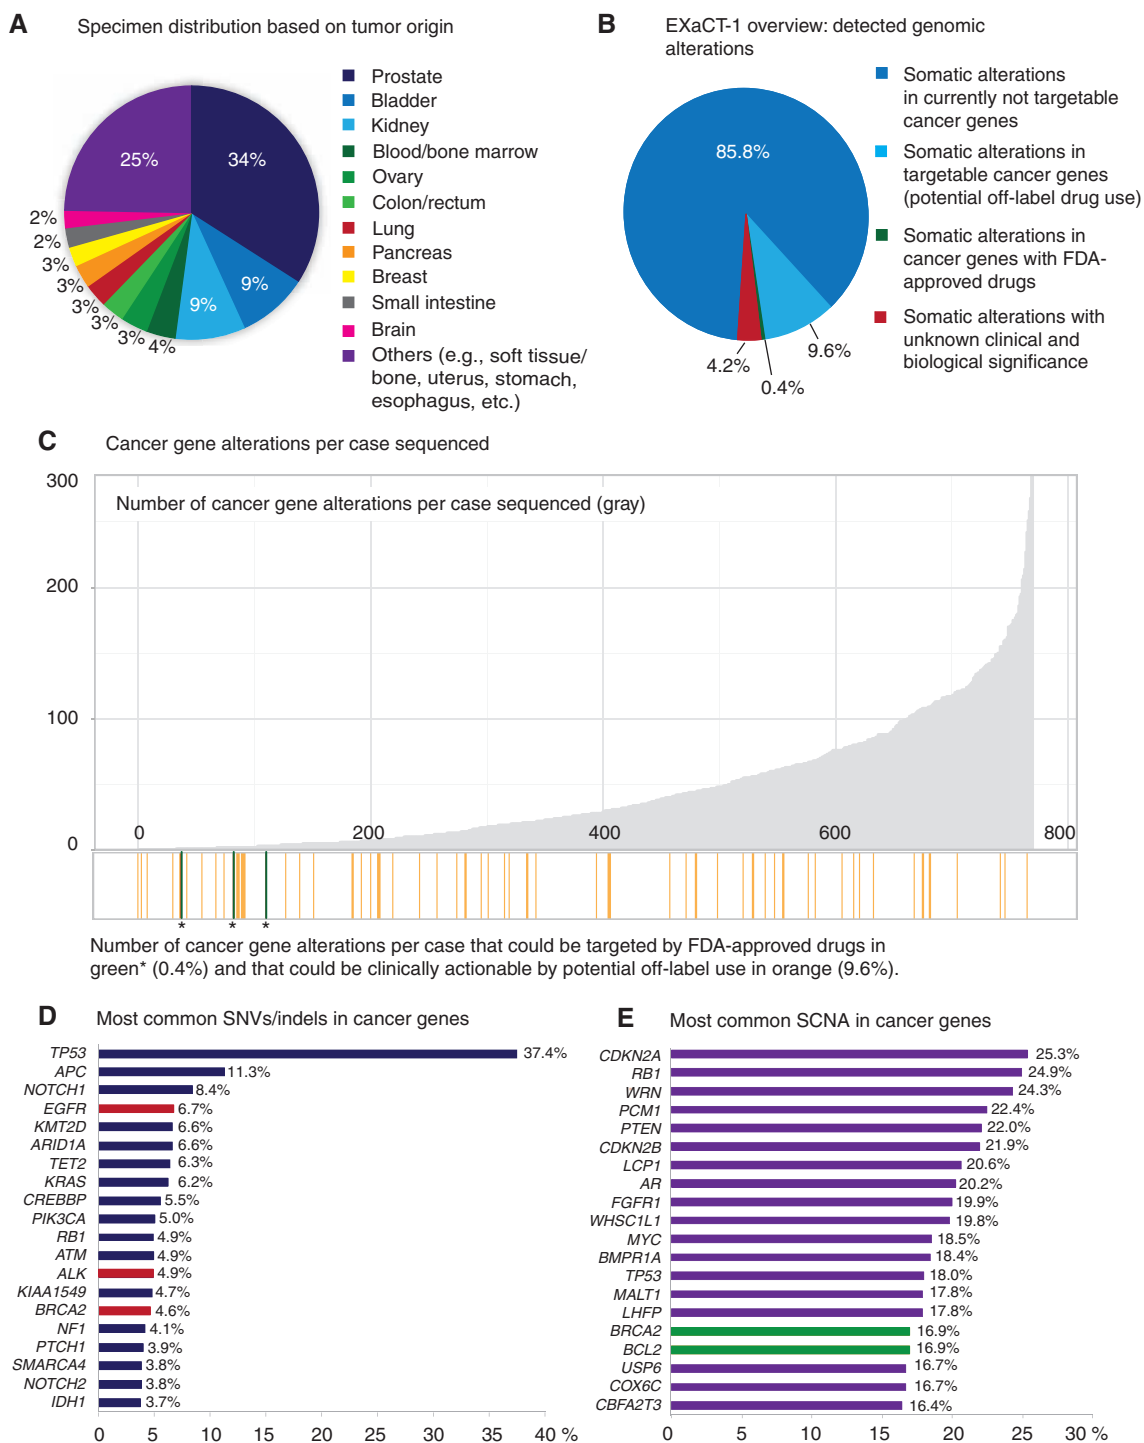 A
Specimen distribution based on tumor origin
25%
34%
9%
9%
4%
3%
3%
3%
3%
3%
2%
2%
Prostate
Bladder
Kidney
Blood/bone marrow
Ovary
Colon/rectum
Lung
Pancreas
Breast
Small intestine
Brain
Others (e.g., soft tissue/
bone, uterus, stomach,
esophagus, etc.)
B
EXaCT-1 overview: detected genomic
alterations
85.8%
9.6%
0.4%
4.2%
Somatic alterations
in currently not targetable
cancer genes
Somatic alterations in
targetable cancer genes
(potential off-label drug use)
Somatic alterations in
cancer genes with FDA-
approved drugs
Somatic alterations with
unknown clinical and
biological significance
C
Cancer gene alterations per case sequenced
Number of cancer gene alterations per case sequenced (gray)
300
200
100
0
0 200 400 600 800
* * *
Number of cancer gene alterations per case that could be targeted by FDA-approved drugs in
green* (0.4%) and that could be clinically actionable by potential off-label use in orange (9.6%).
D
Most common SNVs/indels in cancer genes
TP53 37.4%
APC 11.3%
NOTCH1 8.4%
EGFR 6.7%
KMT2D 6.6%
ARID1A 6.6%
TET2 6.3%
KRAS 6.2%
CREBBP 5.5%
PIK3CA 5.0%
RB1 4.9%
ATM 4.9%
ALK 4.9%
KIAA1549 4.7%
BRCA2 4.6%
NF1 4.1%
PTCH1 3.9%
SMARCA4 3.8%
NOTCH2 3.8%
IDH1 3.7%
0 5 10 15 20 25 30 35 40 %
E
Most common SCNA in cancer genes
CDKN2A 25.3%
RB1 24.9%
WRN 24.3%
PCM1 22.4%
PTEN 22.0%
CDKN2B 21.9%
LCP1 20.6%
AR 20.2%
FGFR1 19.9%
WHSC1L1 19.8%
MYC 18.5%
BMPR1A 18.4%
TP53 18.0%
MALT1 17.8%
LHFP 17.8%
BRCA2 16.9%
BCL2 16.9%
USP6 16.7%
COX6C 16.7%
CBFA2T3 16.4%
0 5 10 15 20 25 30 %